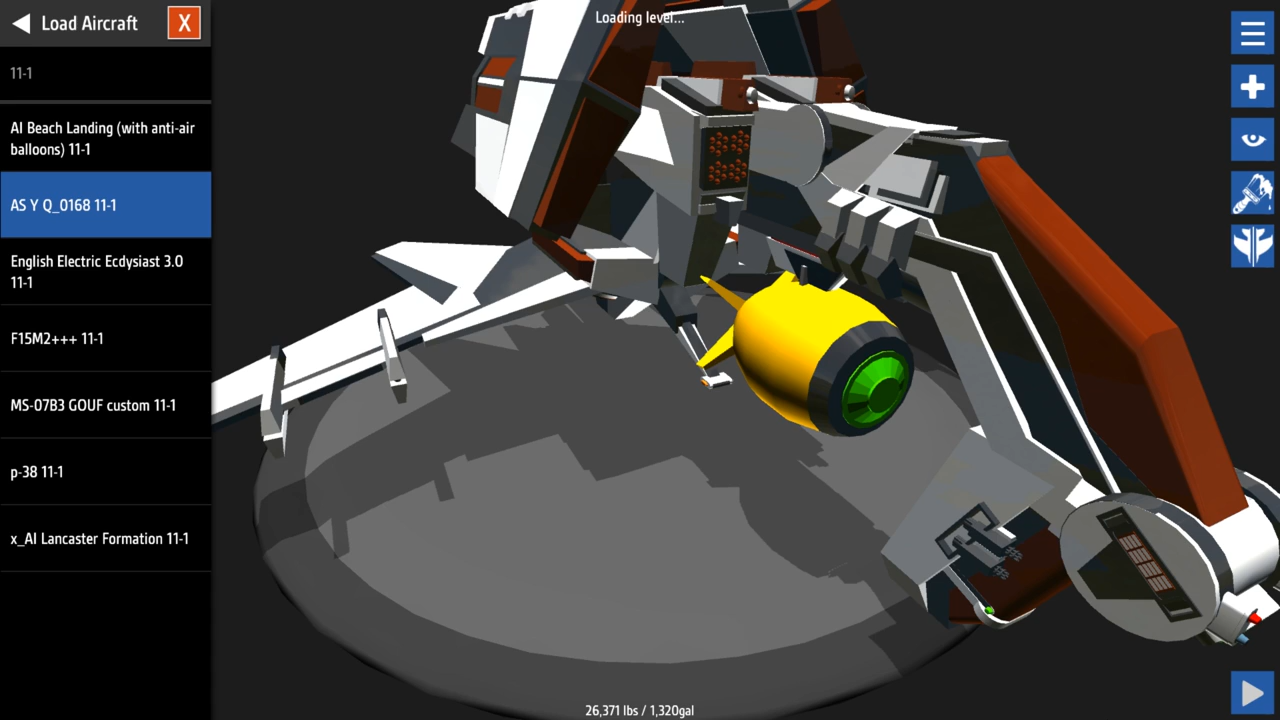 Load Aircraft
X
Loading level...
11-1
AI Beach Landing (with anti-air
balloons) 11-1
AS Y Q_0168 11-1
English Electric Ecdysiast 3.0
11-1
F15M2+++ 11-1
MS-07B3 GOUF custom 11-1
p-38 11-1
x_AI Lancaster Formation 11-1
26,371 lbs / 1,320gal